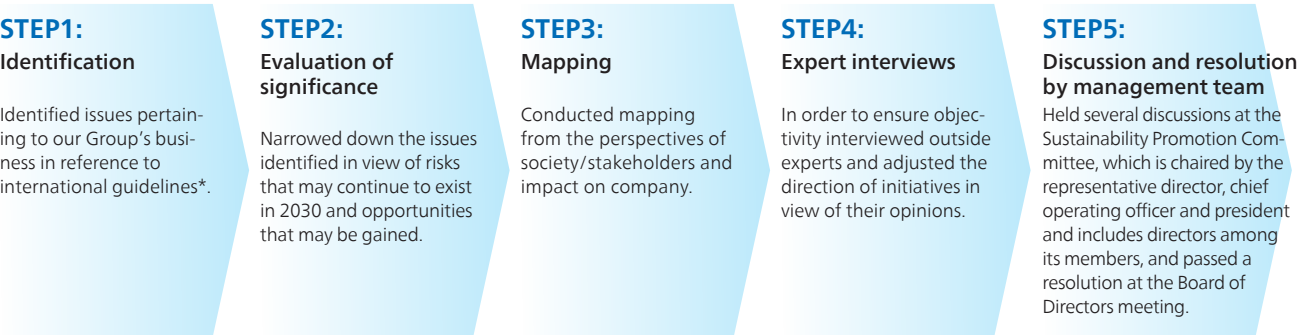 STEP1:
Identification
Identified issues pertain-
ing to our Group's busi-
ness in reference to
international guidelines*.
STEP2:
Evaluation of
significance
Narrowed down the issues
identified in view of risks
that may continue to exist
in 2030 and opportunities
that may be gained.
STEP3:
Mapping
Conducted mapping
from the perspectives of
society/stakeholders and
impact on company.
STEP4:
Expert interviews
In order to ensure objec-
tivity interviewed outside
experts and adjusted the
direction of initiatives in
view of their opinions.
STEP5:
Discussion and resolution
by management team
Held several discussions at the
Sustainability Promotion Com-
mittee, which is chaired by the
representative director, chief
operating officer and president
and includes directors among
its members, and passed a
resolution at the Board of
Directors meeting.